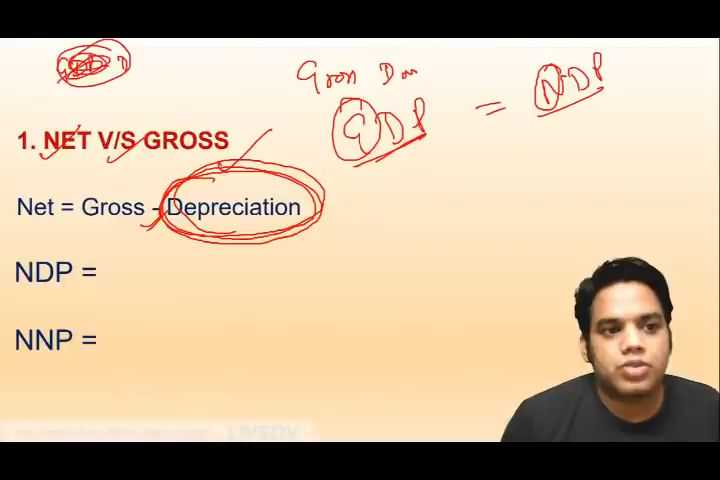 Gross Dom
GDP = NDP
1. NET V/S GROSS
Net = Gross - Depreciation
NDP =
NNP =